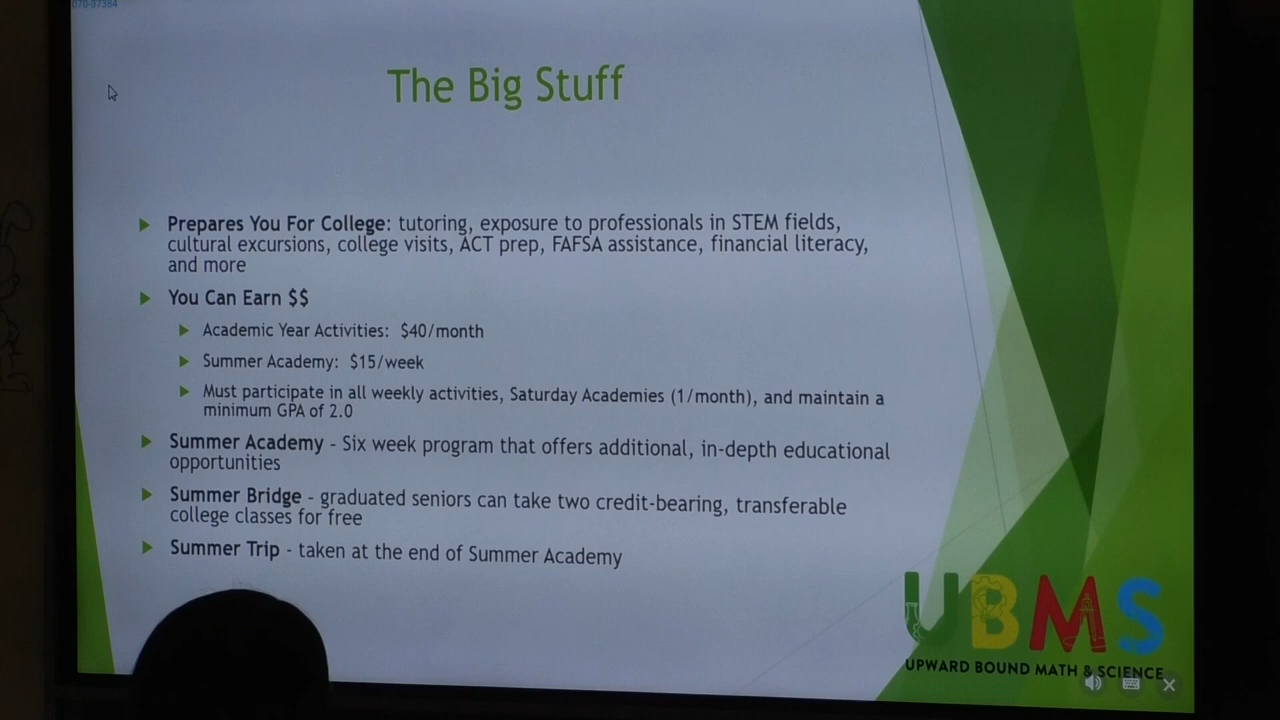 070-37384
The Big Stuff
Prepares You For College: tutoring, exposure to professionals in STEM fields,
cultural excursions, college visits, ACT prep, FAFSA assistance, financial literacy,
and more
You Can Earn $$
Academic Year Activities: $40/month
Summer Academy: $15/week
Must participate in all weekly activities, Saturday Academies (1/month), and maintain a
minimum GPA of 2.0
Summer Academy - Six week program that offers additional, in-depth educational
opportunities
Summer Bridge - graduated seniors can take two credit-bearing, transferable
college classes for free
Summer Trip - taken at the end of Summer Academy
UBMS
UPWARD BOUND MATH & SCIENCE